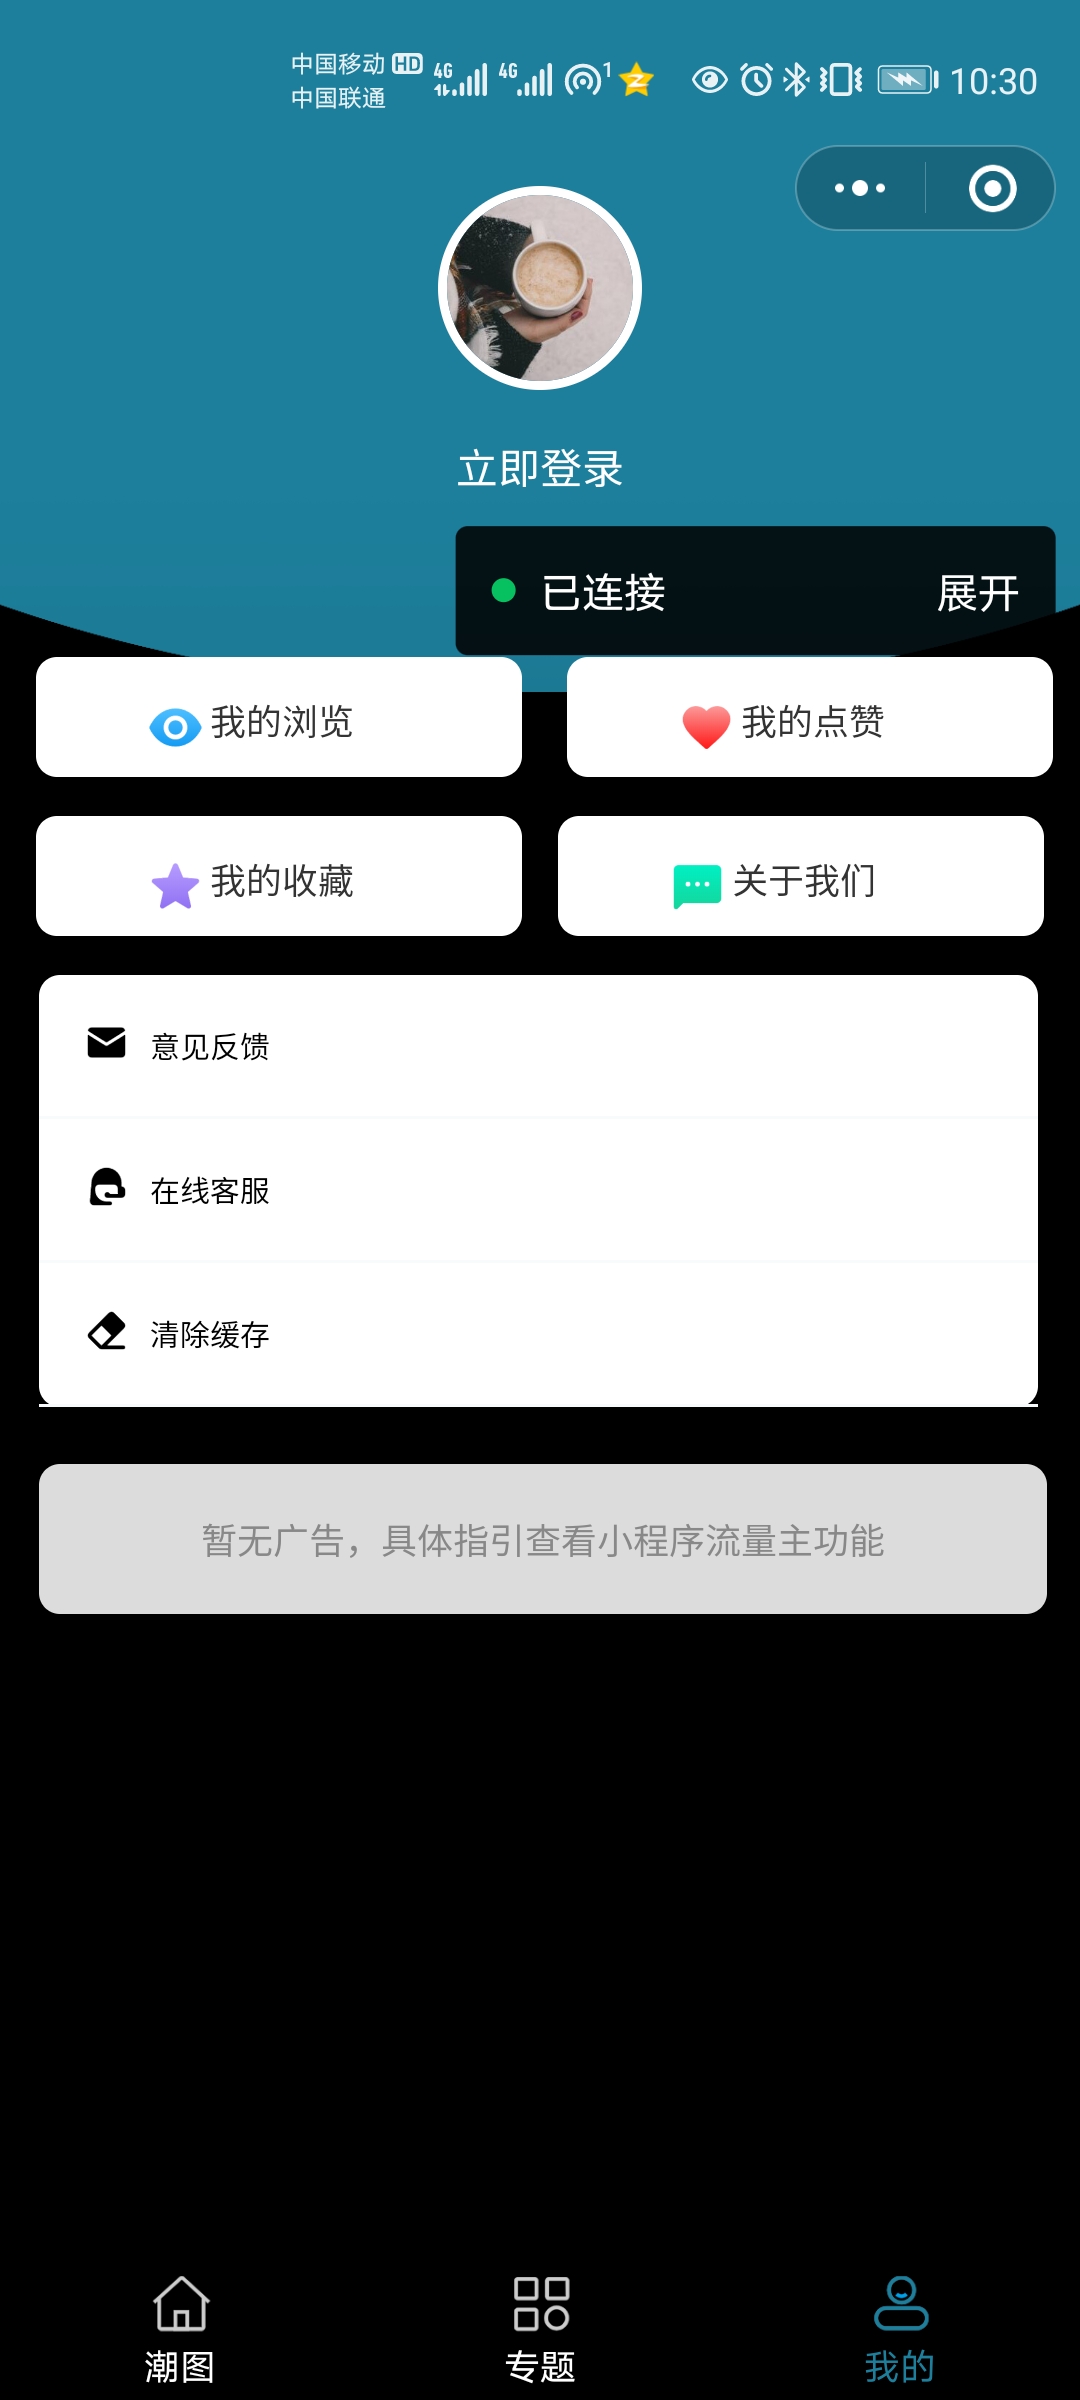 中国移动 HD 4G 4G 1 10:30
中国联通
立即登录
已连接 展开
我的浏览 我的点赞
我的收藏 关于我们
意见反馈
在线客服
清除缓存
暂无广告，具体指引查看小程序流量主功能
潮图 专题 我的